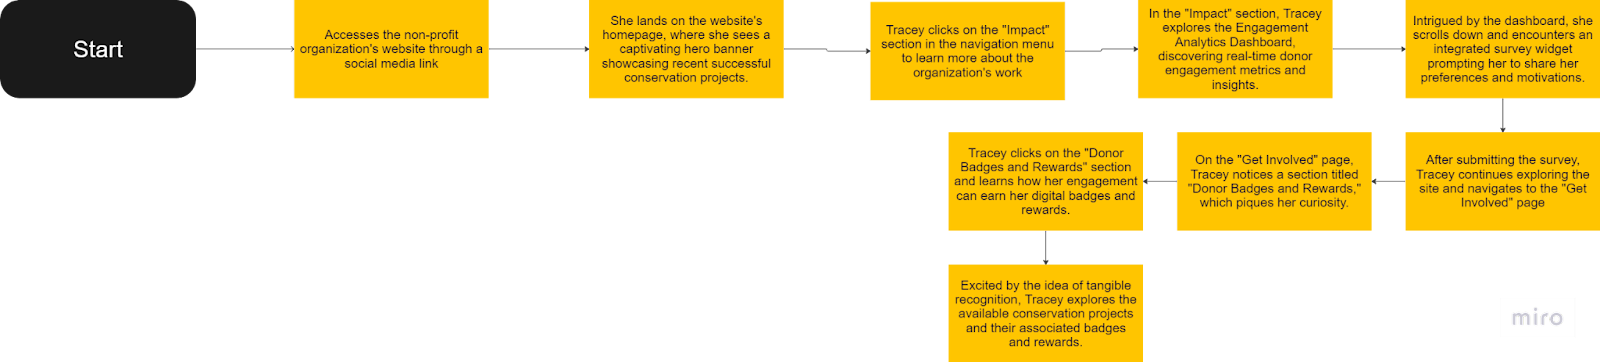 Start
Accesses the non-profit
organization's website through a
social media link
She lands on the website's
homepage, where she sees a
captivating hero banner
showcasing recent successful
conservation projects.
Tracey clicks on the "Impact"
section in the navigation menu
to learn more about the
organization's work
In the "Impact" section, Tracey
explores the Engagement
Analytics Dashboard,
discovering real-time donor
engagement metrics and
insights.
Intrigued by the dashboard, she
scrolls down and encounters an
integrated survey widget
prompting her to share her
preferences and motivations.
After submitting the survey,
Tracey continues exploring the
site and navigates to the "Get
Involved" page
On the "Get Involved" page,
Tracey notices a section titled
"Donor Badges and Rewards,"
which piques her curiosity.
Tracey clicks on the "Donor
Badges and Rewards" section
and learns how her engagement
can earn her digital badges and
rewards.
Excited by the idea of tangible
recognition, Tracey explores the
available conservation projects
and their associated badges
and rewards.
miro